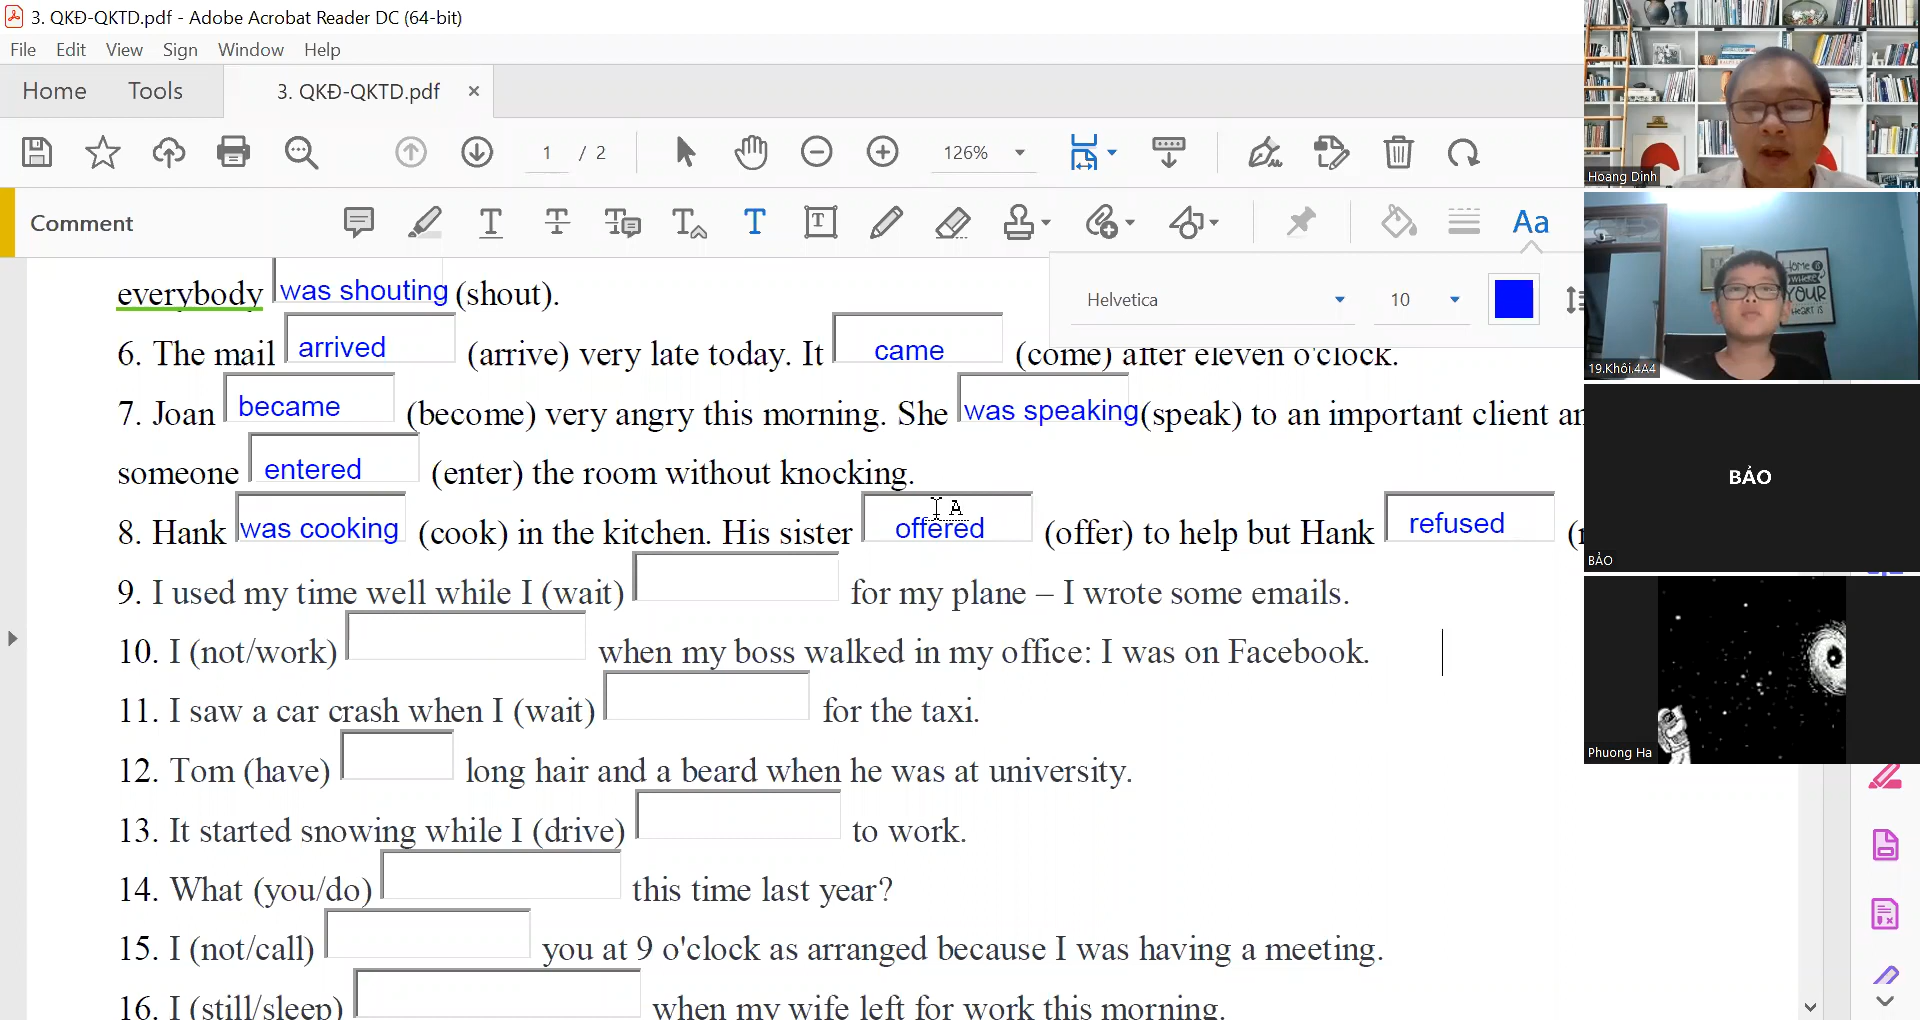 3. QKĐ-QKTD.pdf - Adobe Acrobat Reader DC (64-bit)
File Edit View Sign Window Help
Home Tools 3. QKĐ-QKTD.pdf ×
1 / 2 126%
Comment
Aa
Helvetica 10
everybody was shouting (shout).
6. The mail arrived (arrive) very late today. It came (come) after eleven o'clock.
7. Joan became (become) very angry this morning. She was speaking (speak) to an important client
someone entered (enter) the room without knocking.
8. Hank was cooking (cook) in the kitchen. His sister offered (offer) to help but Hank refused
9. I used my time well while I (wait) for my plane – I wrote some emails.
10. I (not/work) when my boss walked in my office: I was on Facebook.
11. I saw a car crash when I (wait) for the taxi.
12. Tom (have) long hair and a beard when he was at university.
13. It started snowing while I (drive) to work.
14. What (you/do) this time last year?
15. I (not/call) you at 9 o'clock as arranged because I was having a meeting.
16. I (still/sleep) when my wife left for work this morning.
Hoang Dinh
Home is
WHERE
YOUR
HEART IS
19.Khôi.4A4
BẢO
BẢO
Phuong Ha